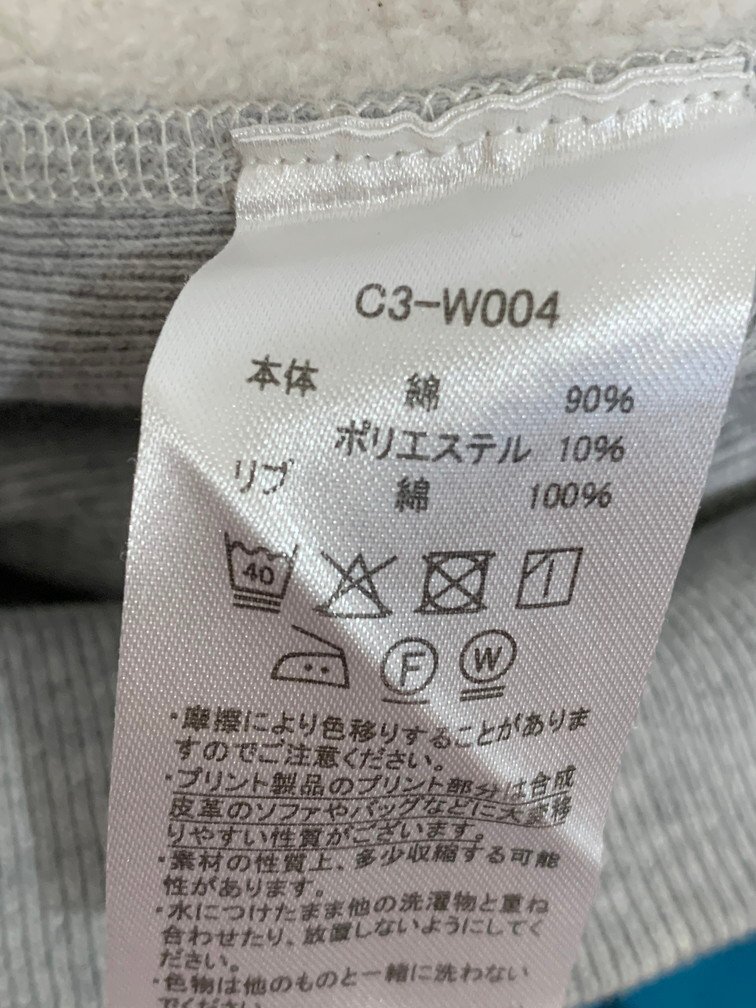 C3-W004
本体 綿 90%
ポリエステル 10%
リブ 綿 100%
40
F W
・摩擦により色移りすることがありま
すのでご注意ください。
・プリント製品のプリント部分は合成
皮革のソファやバッグなどに大変移
りやすい性質がございます。
・素材の性質上、多少収縮する可能
性があります。
・水につけたまま他の洗濯物と重ね
合わせたり、放置しないようにしてく
ださい。
・色物は他のものと一緒に洗わない
でください